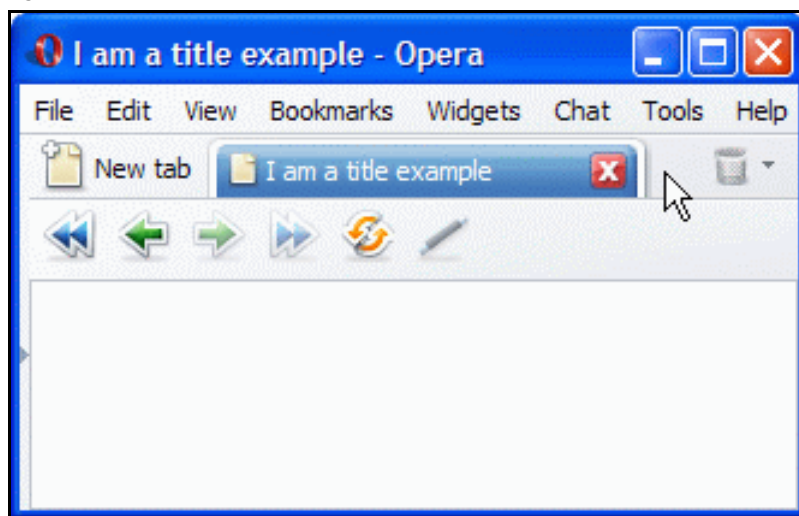 I am a title example - Opera
File Edit View Bookmarks Widgets Chat Tools Help
New tab I am a title example